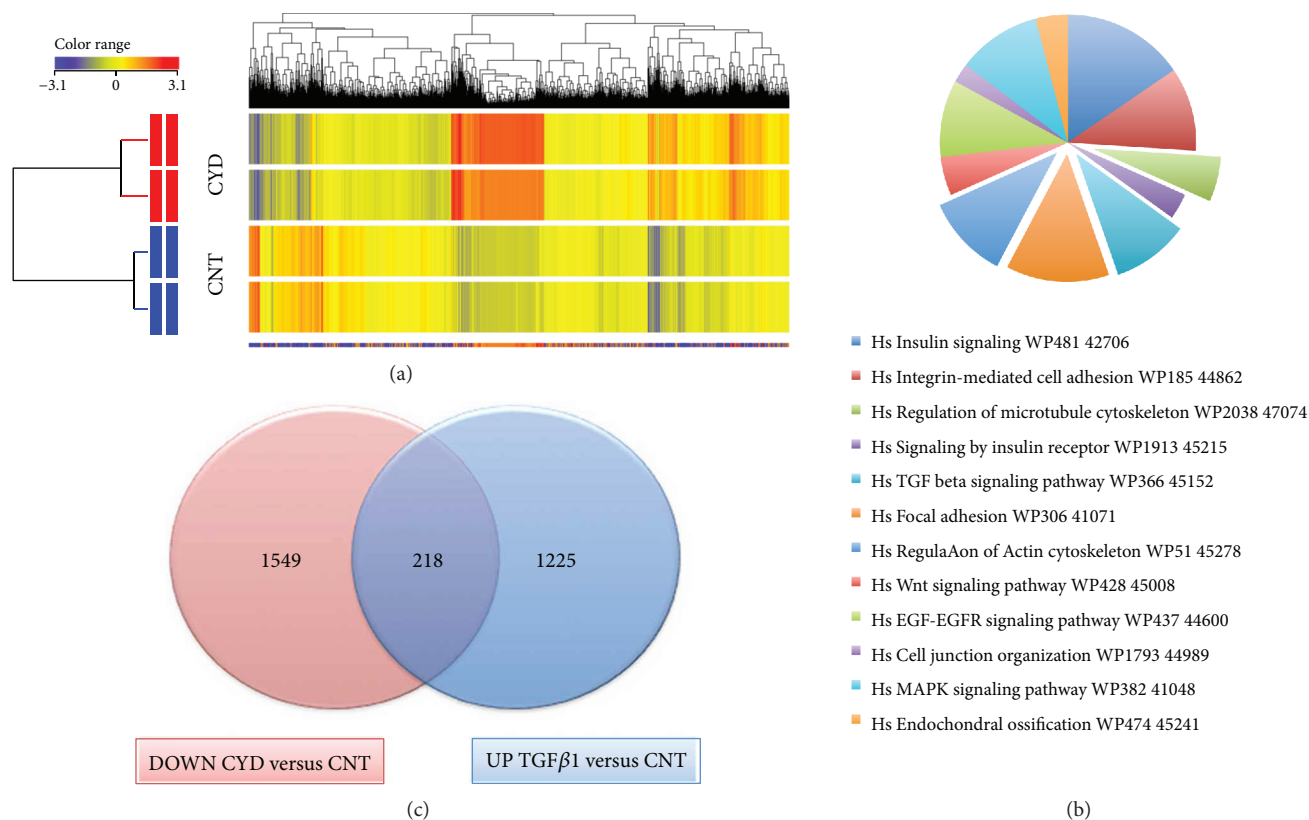 Color range
−3.1 0 3.1
CYD
CNT
(a)
1549 218 1225
DOWN CYD versus CNT
UP TGFβ1 versus CNT
(c)
Hs Insulin signaling WP481 42706
Hs Integrin-mediated cell adhesion WP185 44862
Hs Regulation of microtubule cytoskeleton WP2038 47074
Hs Signaling by insulin receptor WP1913 45215
Hs TGF beta signaling pathway WP366 45152
Hs Focal adhesion WP306 41071
Hs RegulaAon of Actin cytoskeleton WP51 45278
Hs Wnt signaling pathway WP428 45008
Hs EGF-EGFR signaling pathway WP437 44600
Hs Cell junction organization WP1793 44989
Hs MAPK signaling pathway WP382 41048
Hs Endochondral ossification WP474 45241
(b)